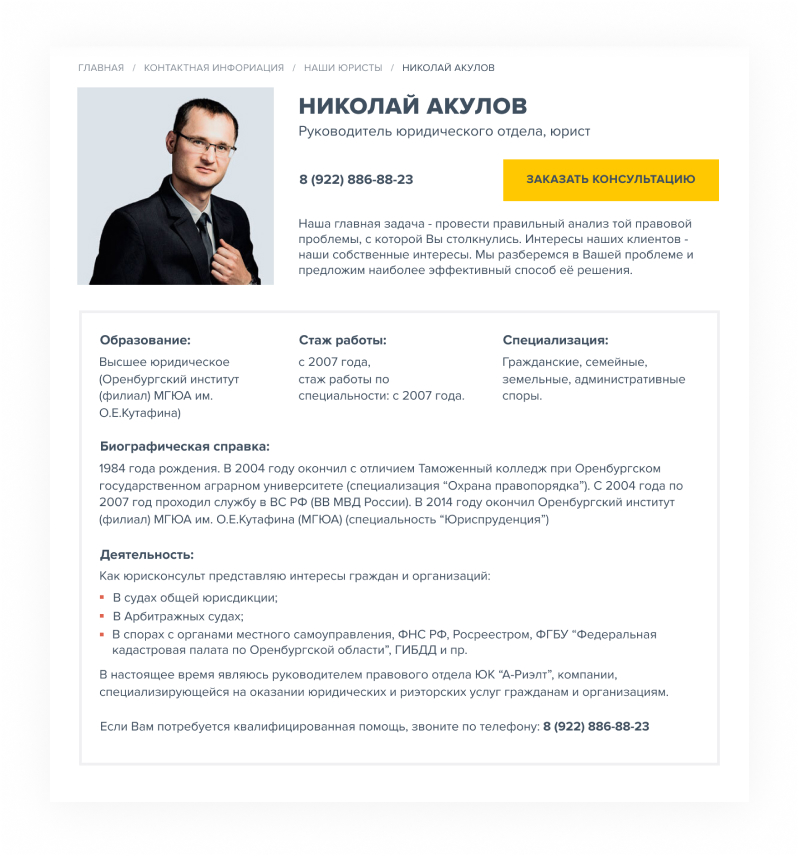 ГЛАВНАЯ / КОНТАКТНАЯ ИНФОРИАЦИЯ / НАШИ ЮРИСТЫ / НИКОЛАЙ АКУЛОВ
НИКОЛАЙ АКУЛОВ
Руководитель юридического отдела, юрист
8 (922) 886-88-23
ЗАКАЗАТЬ КОНСУЛЬТАЦИЮ
Наша главная задача - провести правильный анализ той правовой
проблемы, с которой Вы столкнулись. Интересы наших клиентов -
наши собственные интересы. Мы разберемся в Вашей проблеме и
предложим наиболее эффективный способ её решения.
Образование:
Высшее юридическое
(Оренбургский институт
(филиал) МГЮА им.
О.Е.Кутафина)
Стаж работы:
с 2007 года,
стаж работы по
специальности: с 2007 года.
Специализация:
Гражданские, семейные,
земельные, административные
споры.
Биографическая справка:
1984 года рождения. В 2004 году окончил с отличием Таможенный колледж при Оренбургском
государственном аграрном университете (специализация “Охрана правопорядка”). С 2004 года по
2007 год проходил службу в ВС РФ (ВВ МВД России). В 2014 году окончил Оренбургский институт
(филиал) МГЮА им. О.Е.Кутафина (МГЮА) (специальность “Юриспруденция”)
Деятельность:
Как юрисконсульт представляю интересы граждан и организаций:
В судах общей юрисдикции;
В Арбитражных судах;
В спорах с органами местного самоуправления, ФНС РФ, Росреестром, ФГБУ “Федеральная
кадастровая палата по Оренбургской области”, ГИБДД и пр.
В настоящее время являюсь руководителем правового отдела ЮК “А-Риэлт”, компании,
специализирующейся на оказании юридических и риэторских услуг гражданам и организациям.
Если Вам потребуется квалифицированная помощь, звоните по телефону: 8 (922) 886-88-23